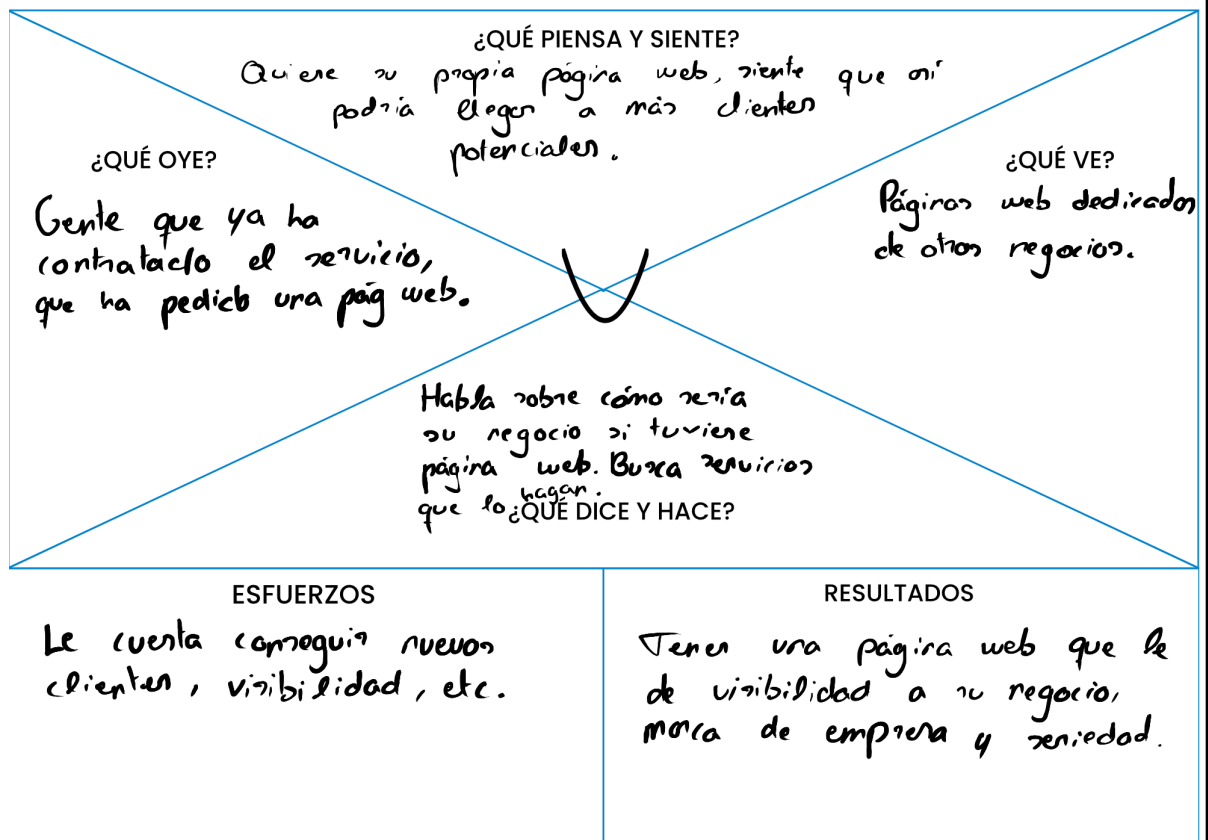 ¿QUÉ PIENSA Y SIENTE?
Quiere su propia página web, siente que así
podría llegar a más clientes
potenciales.
¿QUÉ OYE?
Gente que ya ha
contratado el servicio,
que ha pedido una pág web.
¿QUÉ VE?
Páginas web dedicadas
de otros negocios.
Habla sobre cómo sería
su negocio si tuviese
página web. Busca servicios
que lo hagan.
¿QUÉ DICE Y HACE?
ESFUERZOS
Le cuesta conseguir nuevos
clientes, visibilidad, etc.
RESULTADOS
Tener una página web que le
de visibilidad a su negocio,
marca de empresa y seriedad.